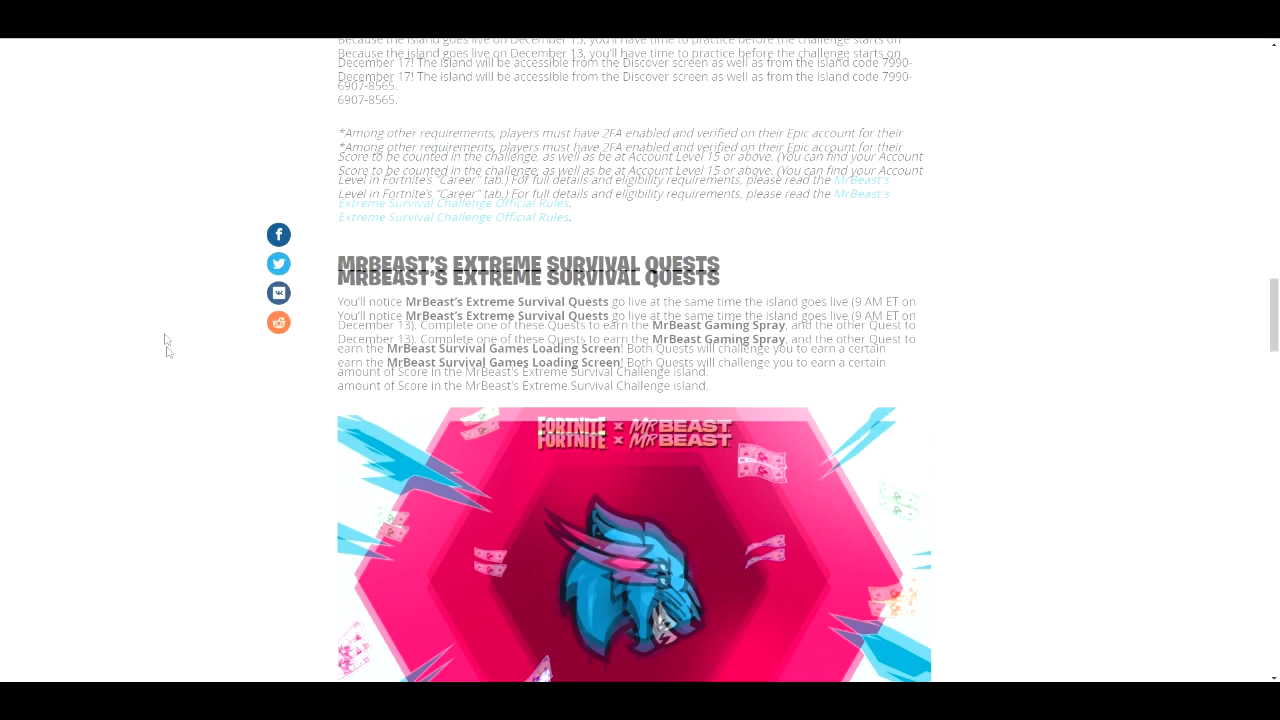 Because the island goes live on December 13, you'll have time to practice before the challenge starts on
December 17! The island will be accessible from the Discover screen as well as from the island code 7990-
6907-8565.
*Among other requirements, players must have 2FA enabled and verified on their Epic account for their
Score to be counted in the challenge, as well as be at Account Level 15 or above. (You can find your Account
Level in Fortnite's “Career” tab.) For full details and eligibility requirements, please read the MrBeast's
Extreme Survival Challenge Official Rules.
MRBEAST'S EXTREME SURVIVAL QUESTS
You'll notice MrBeast's Extreme Survival Quests go live at the same time the island goes live (9 AM ET on
December 13). Complete one of these Quests to earn the MrBeast Gaming Spray, and the other Quest to
earn the MrBeast Survival Games Loading Screen! Both Quests will challenge you to earn a certain
amount of Score in the MrBeast's Extreme Survival Challenge island.
FORTNITE x MRBEAST